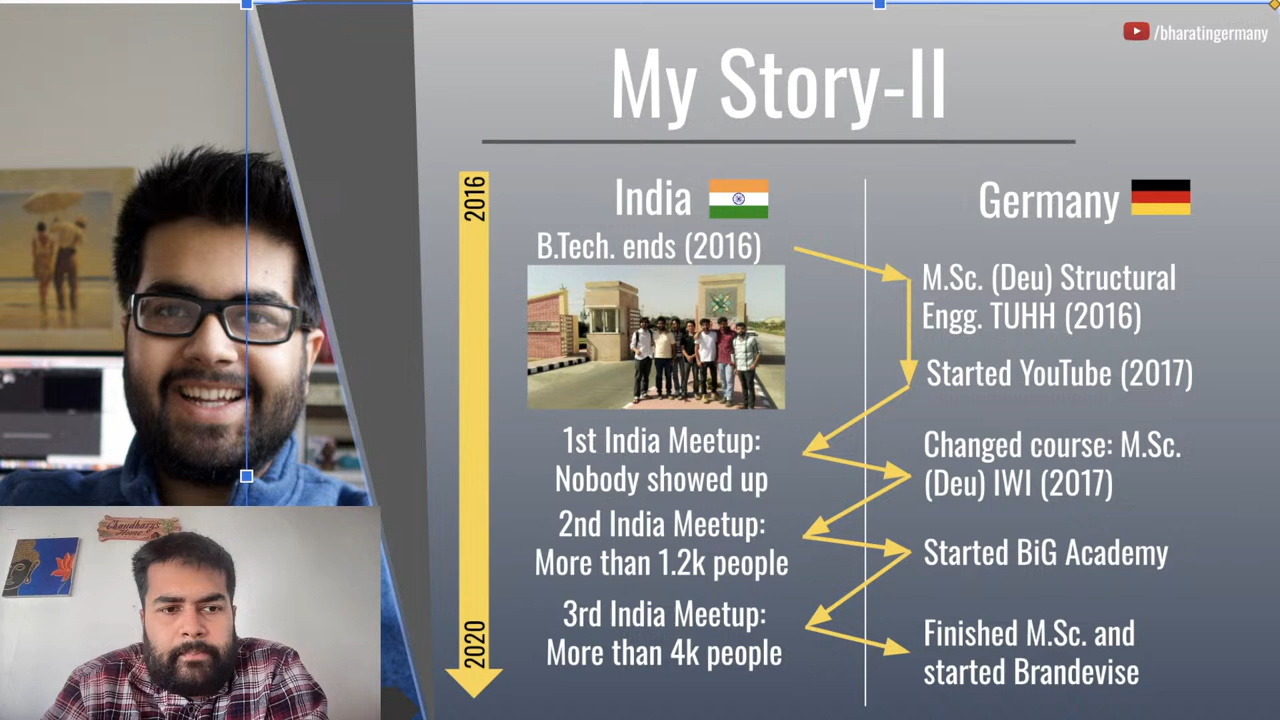 /bharatingermany
My Story-II
2016
India
B.Tech. ends (2016)
1st India Meetup:
Nobody showed up
2nd India Meetup:
More than 1.2k people
3rd India Meetup:
More than 4k people
2020
Germany
M.Sc. (Deu) Structural
Engg. TUHH (2016)
Started YouTube (2017)
Changed course: M.Sc.
(Deu) IWI (2017)
Started BiG Academy
Finished M.Sc. and
started Brandevise
Chaudhary's
Home